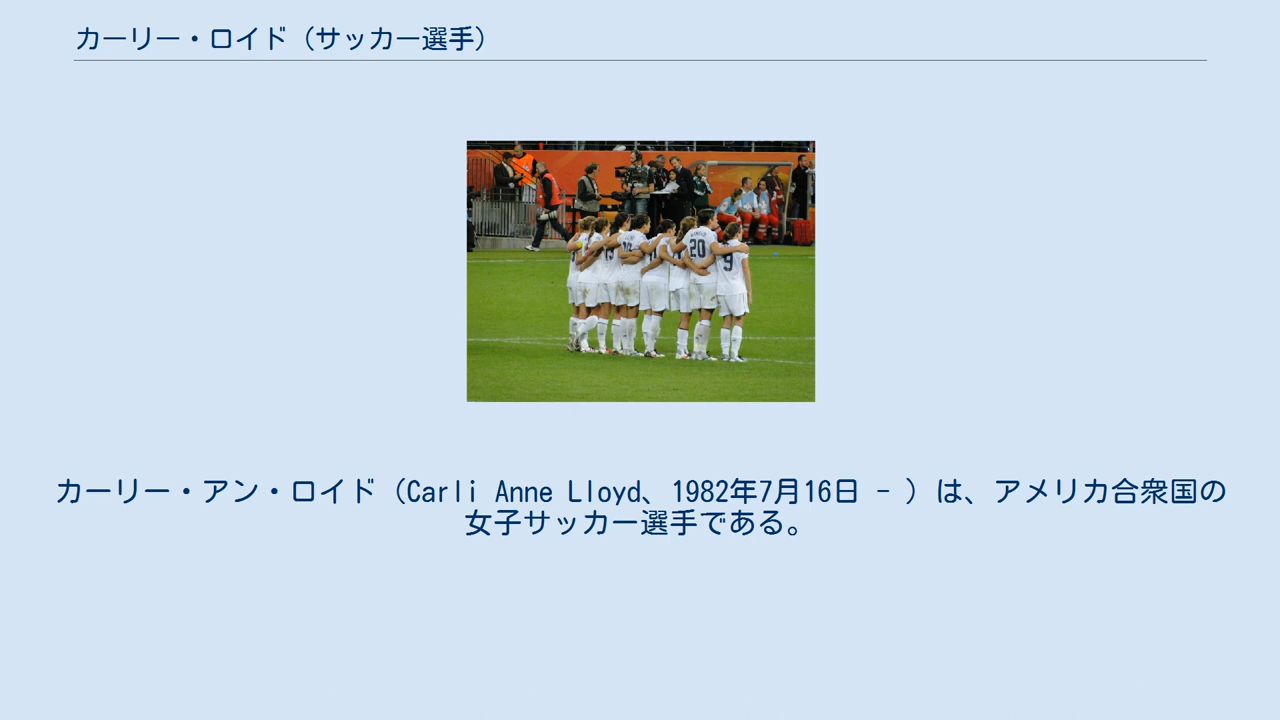 カーリー・ロイド（サッカー選手）
20
9
カーリー・アン・ロイド（Carli Anne Lloyd、1982年7月16日 - ）は、アメリカ合衆国の
女子サッカー選手である。